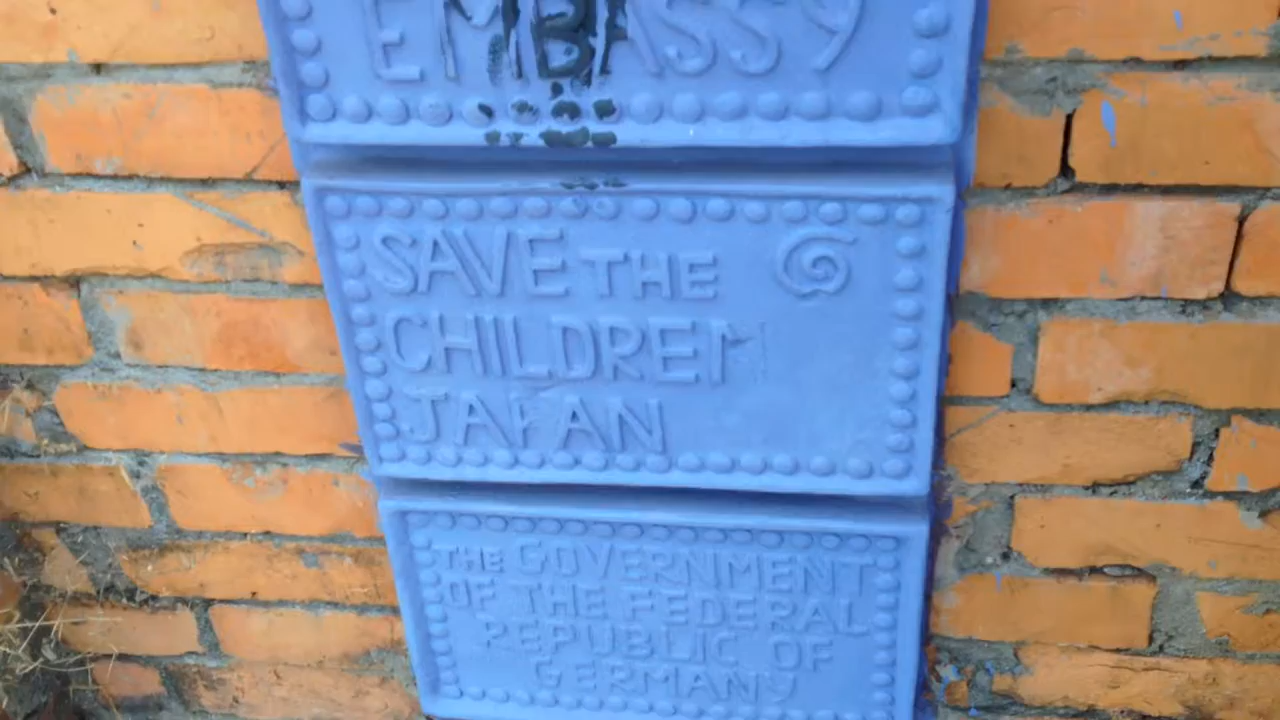 EMBASSY
SAVE THE
CHILDREN
JAPAN
THE GOVERNMENT
OF THE FEDERAL
REPUBLIC OF
GERMANY